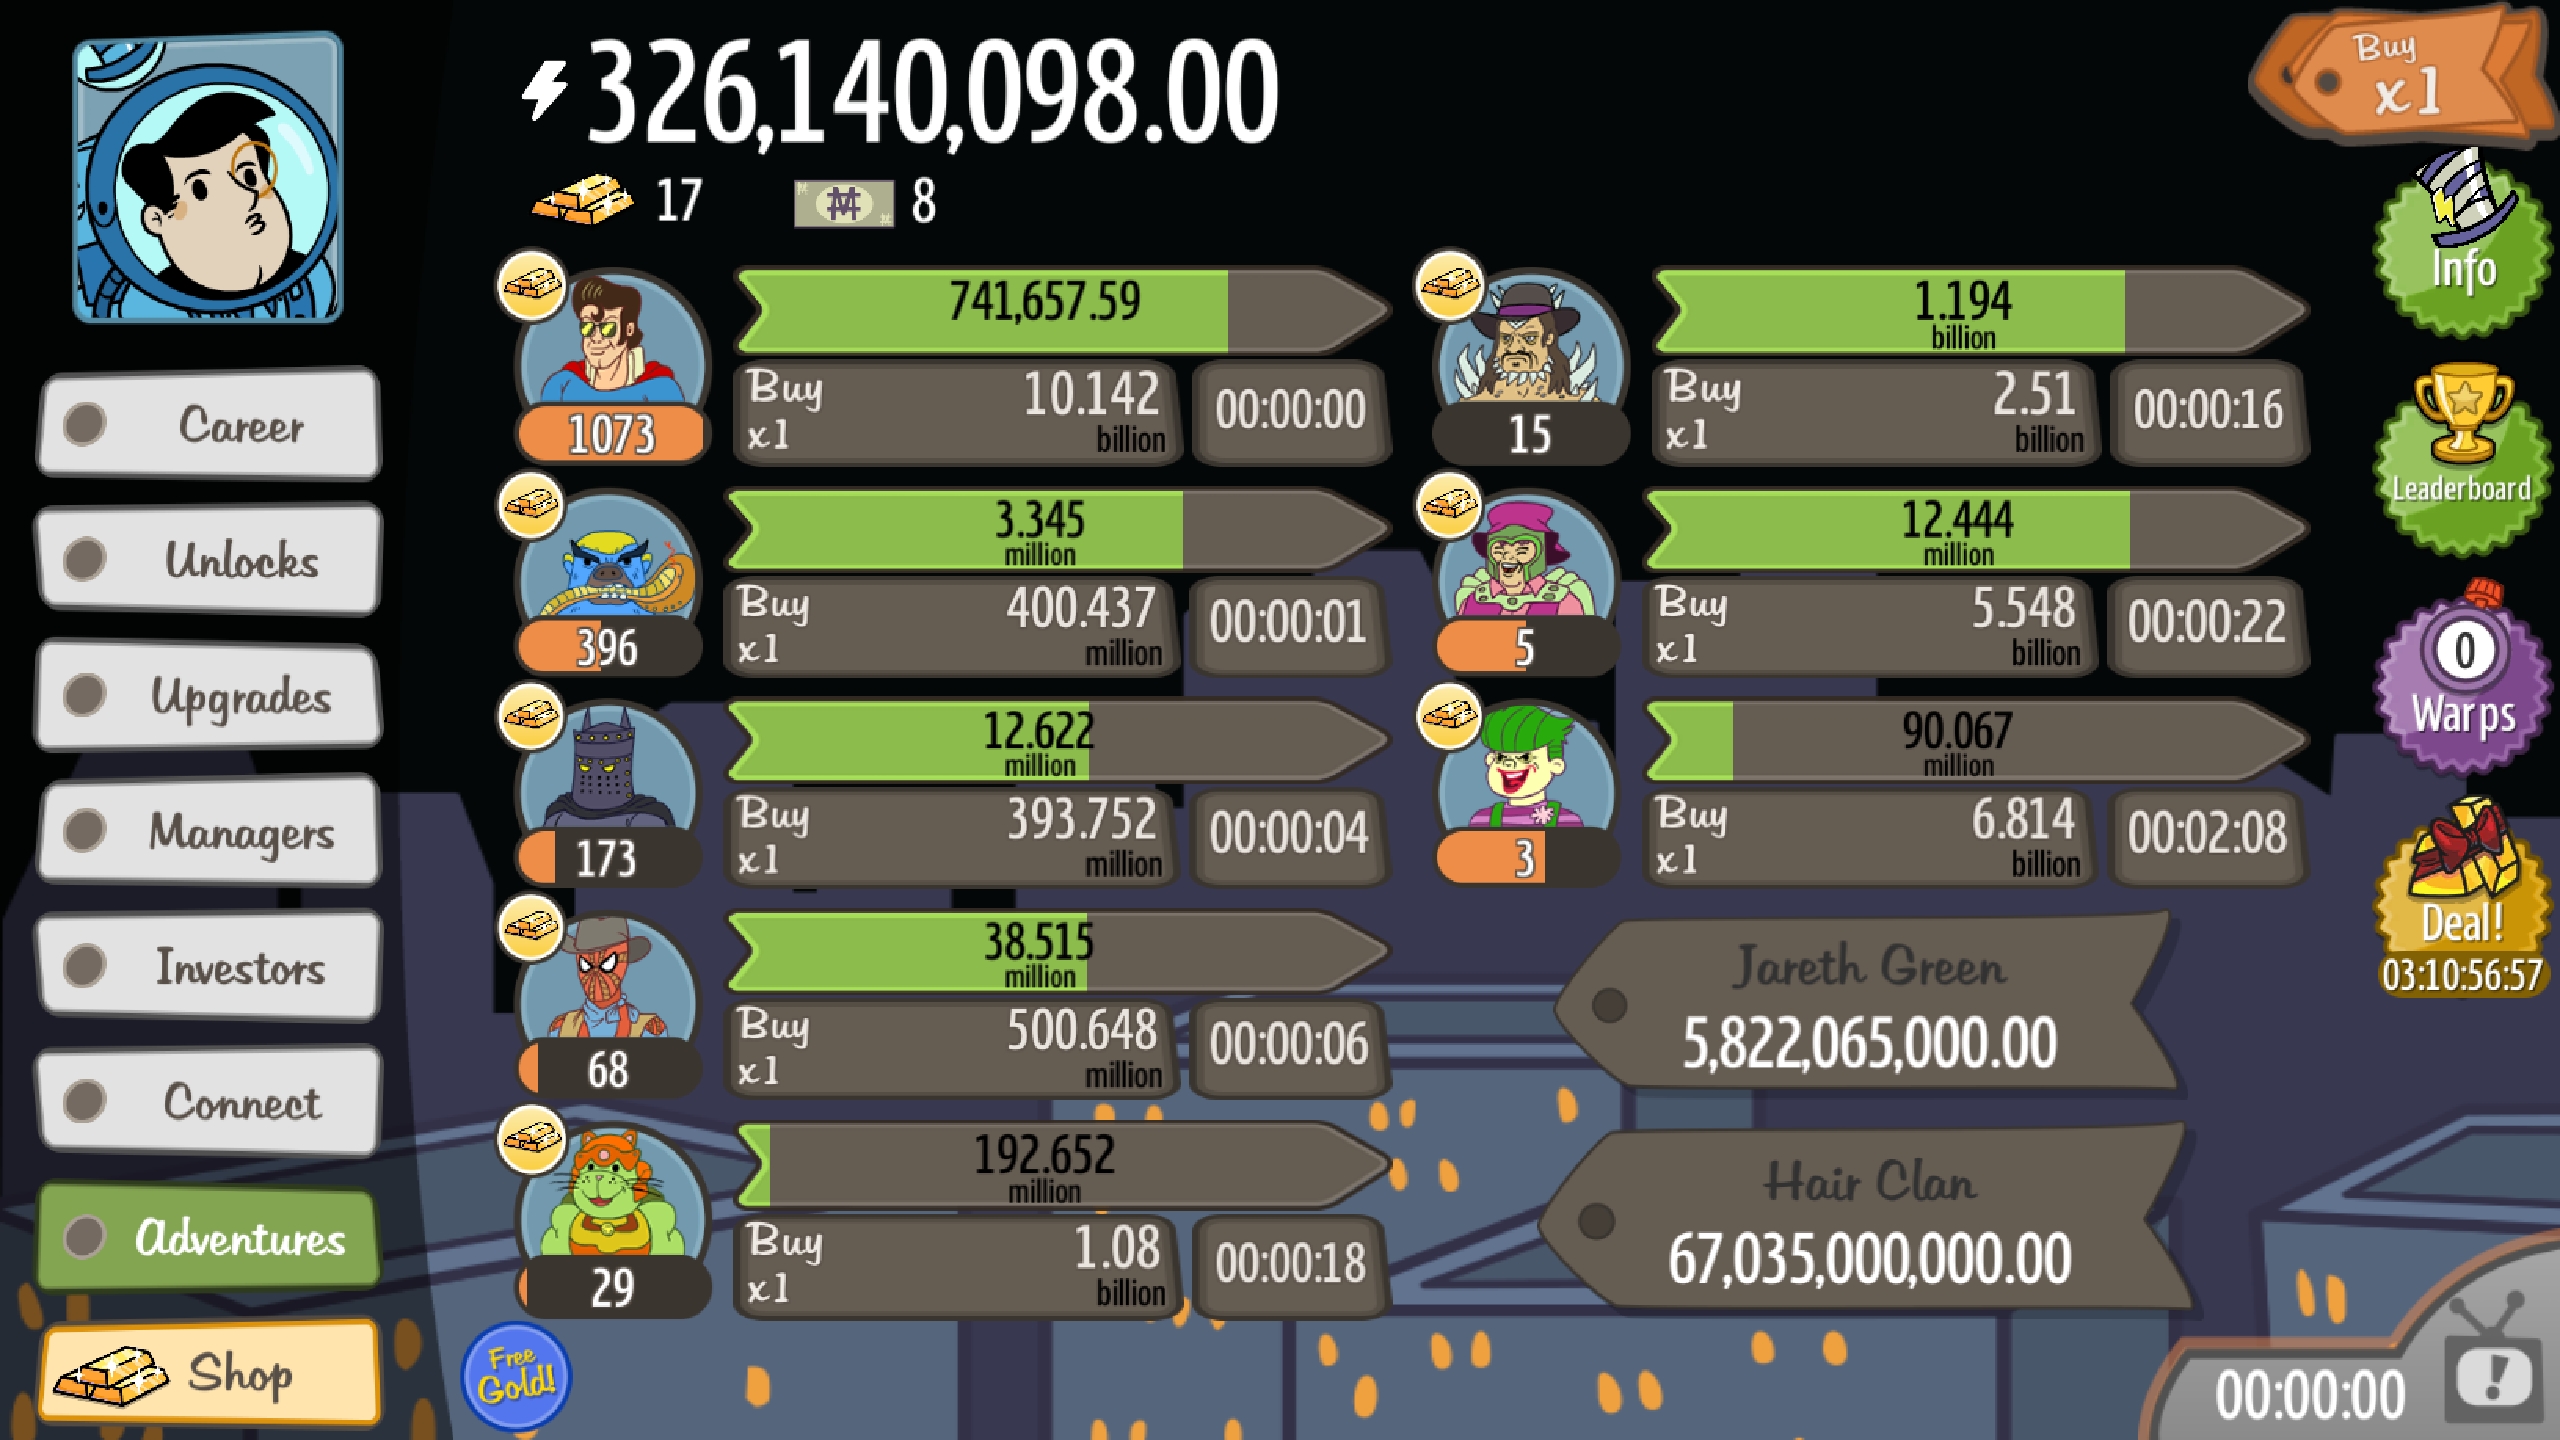 326,140,098.00
17
8
Buy
x1
Info
Leaderboard
0
Warps
Deal!
03:10:56:57
Career
Unlocks
Upgrades
Managers
Investors
Connect
Adventures
Shop
Free
Gold!
741,657.59
1073
Buy
x1
10.142
billion
00:00:00
3.345
million
396
Buy
x1
400.437
million
00:00:01
12.622
million
173
Buy
x1
393.752
million
00:00:04
38.515
million
68
Buy
x1
500.648
million
00:00:06
192.652
million
29
Buy
x1
1.08
billion
00:00:18
1.194
billion
15
Buy
x1
2.51
billion
00:00:16
12.444
million
5
Buy
x1
5.548
billion
00:00:22
90.067
million
3
Buy
x1
6.814
billion
00:02:08
Jareth Green
5,822,065,000.00
Hair Clan
67,035,000,000.00
00:00:00
!